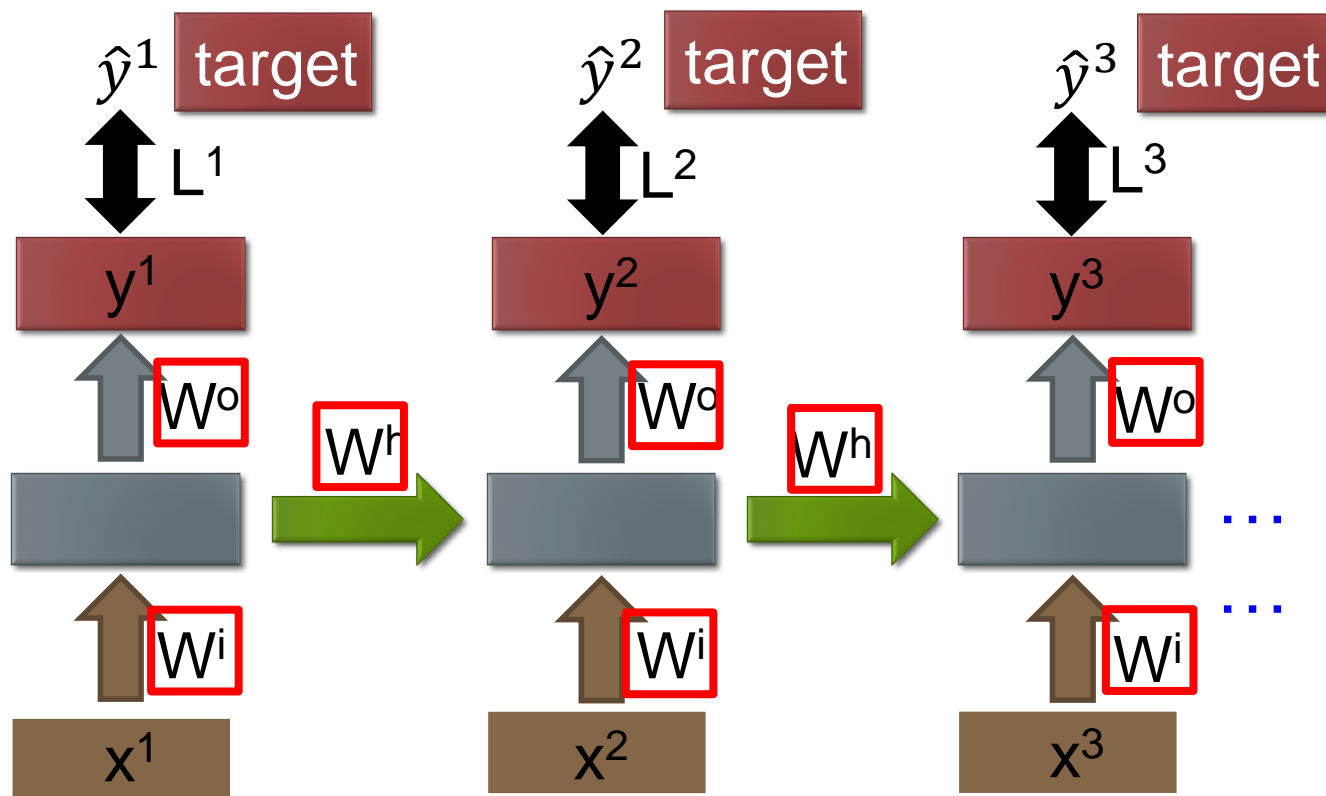 ŷ¹ target ŷ² target ŷ³ target
L¹ L² L³
y¹ y² y³
Wᵒ Wᵒ Wᵒ
Wʰ Wʰ
... 
Wⁱ Wⁱ Wⁱ ...
x¹ x² x³